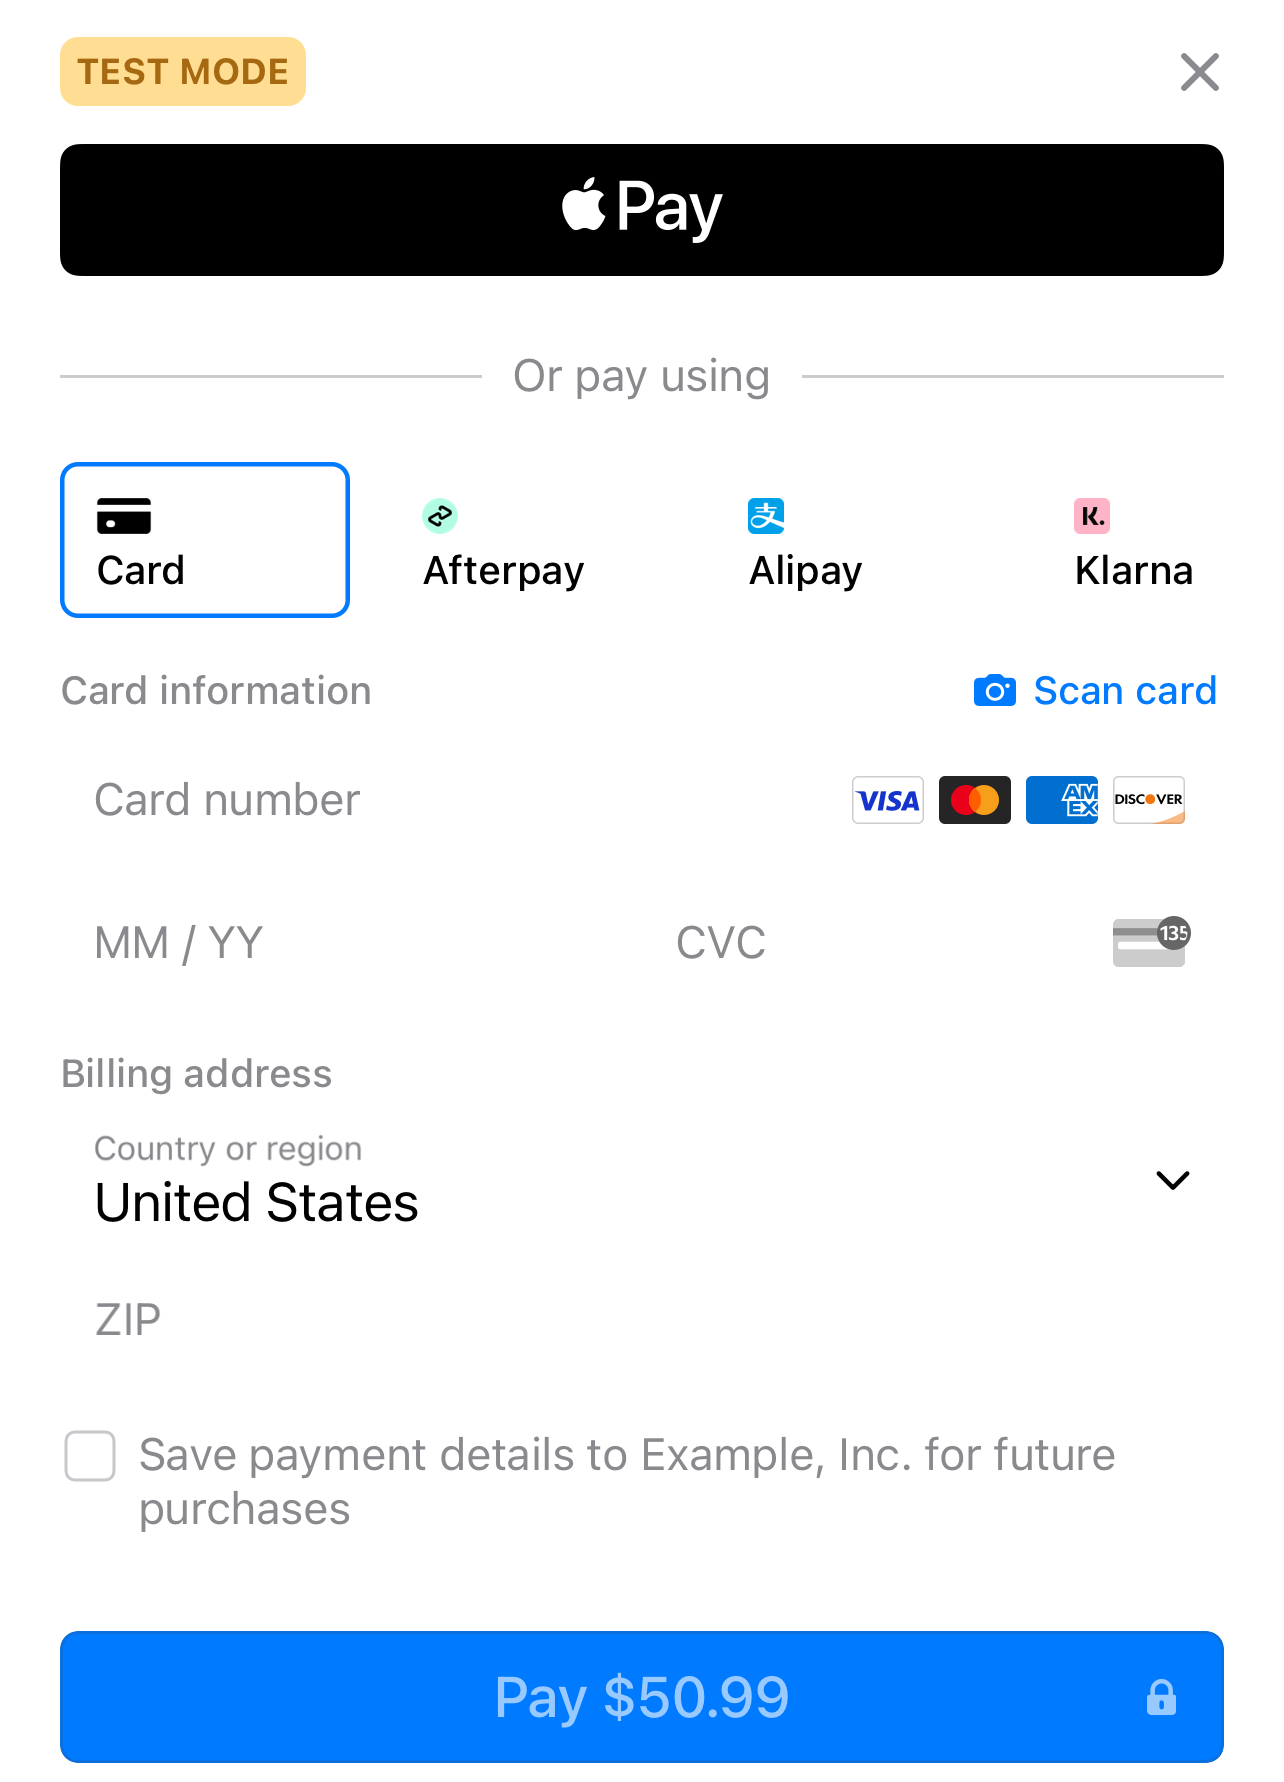 TEST MODE
Pay
Or pay using
Card
Afterpay
支
Alipay
K.
Klarna
Card information
Scan card
Card number
VISA
AM
EX
DISCOVER
MM / YY
CVC
135
Billing address
Country or region
United States
ZIP
Save payment details to Example, Inc. for future
purchases
Pay $50.99